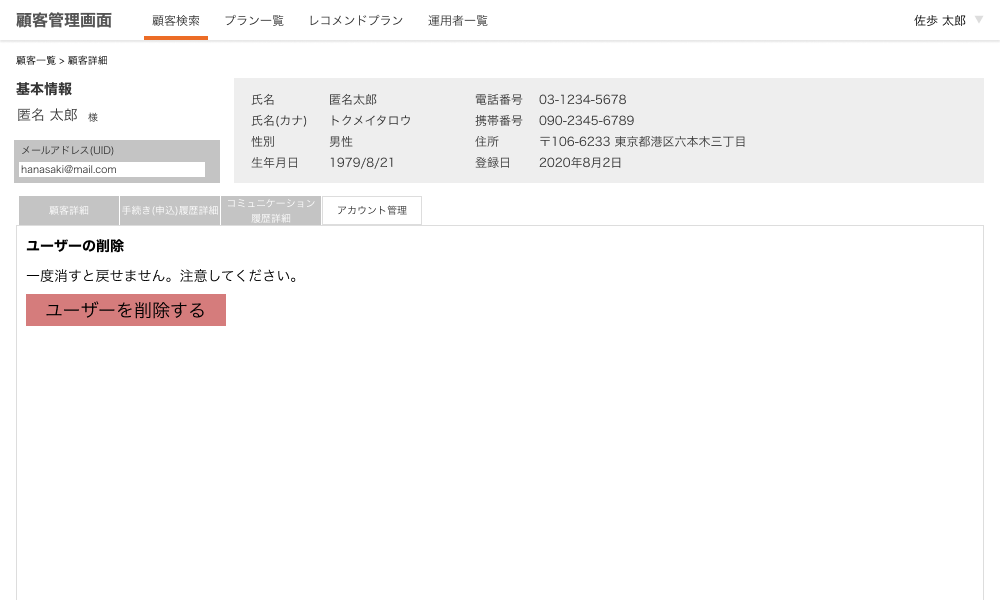 顧客管理画面 顧客検索 プラン一覧 レコメンドプラン 運用者一覧 佐歩 太郎
顧客一覧 > 顧客詳細
基本情報
匿名 太郎 様
メールアドレス(UID)
hanasaki@mail.com
氏名 匿名太郎 電話番号 03-1234-5678
氏名(カナ) トクメイタロウ 携帯番号 090-2345-6789
性別 男性 住所 〒106-6233 東京都港区六本木三丁目
生年月日 1979/8/21 登録日 2020年8月2日
顧客詳細 手続き(申込)履歴詳細 コミュニケーション
履歴詳細 アカウント管理
ユーザーの削除
一度消すと戻せません。注意してください。
ユーザーを削除する